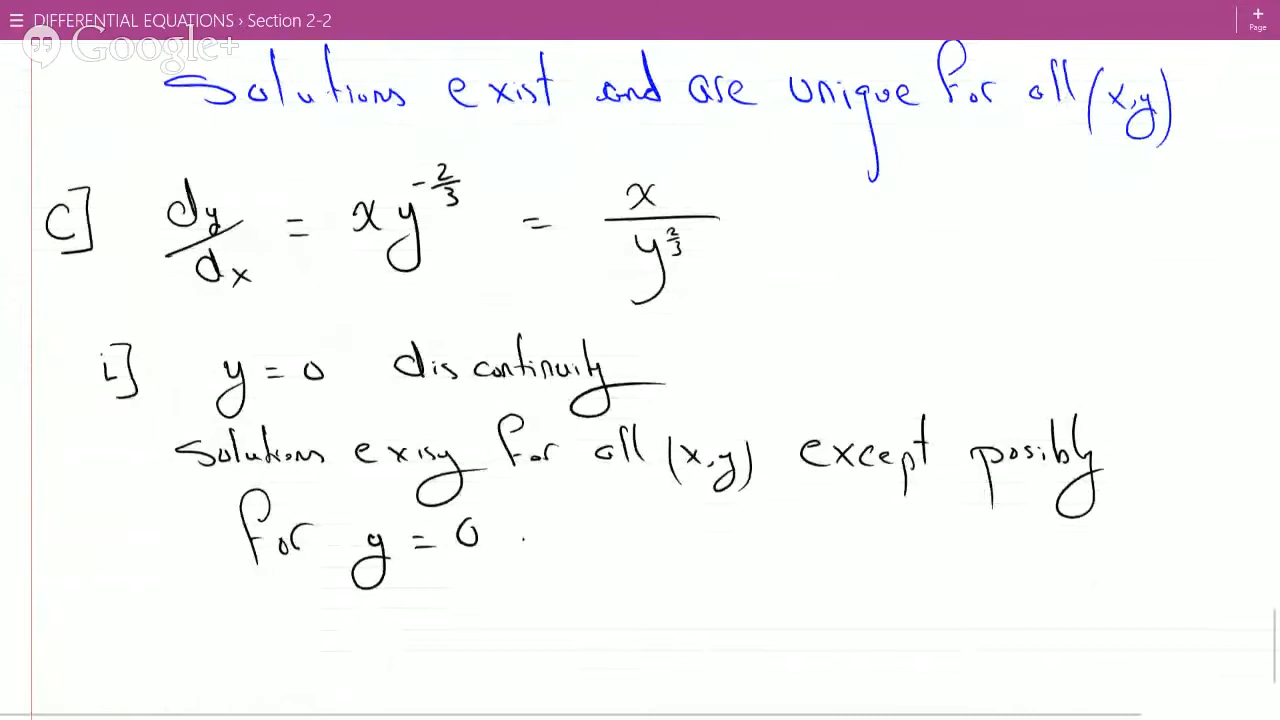 DIFFERENTIAL EQUATIONS › Section 2-2
+
Page
Google+
Solutions exist and are unique for all (x,y)
C] dy/dx = x y^{-2/3} = x / y^{2/3}
i] y = 0 discontinuity
Solutions exisy for all (x,y) except posibly
for y = 0 .